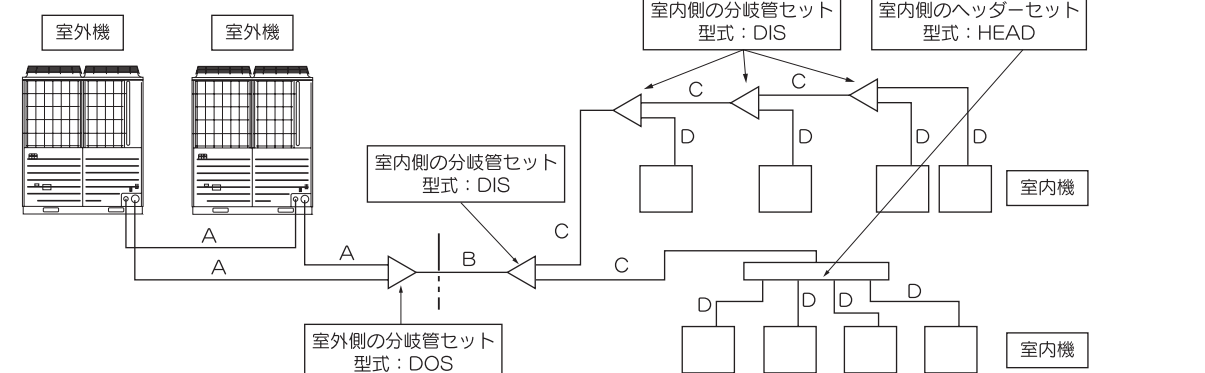 室外機
室外機
室内側の分岐管セット
型式：DIS
室内側のヘッダーセット
型式：HEAD
C
C
D
D
D
D
室内側の分岐管セット
型式：DIS
室内機
A
A
A
B
C
C
D
D
D
D
室外側の分岐管セット
型式：DOS
室内機